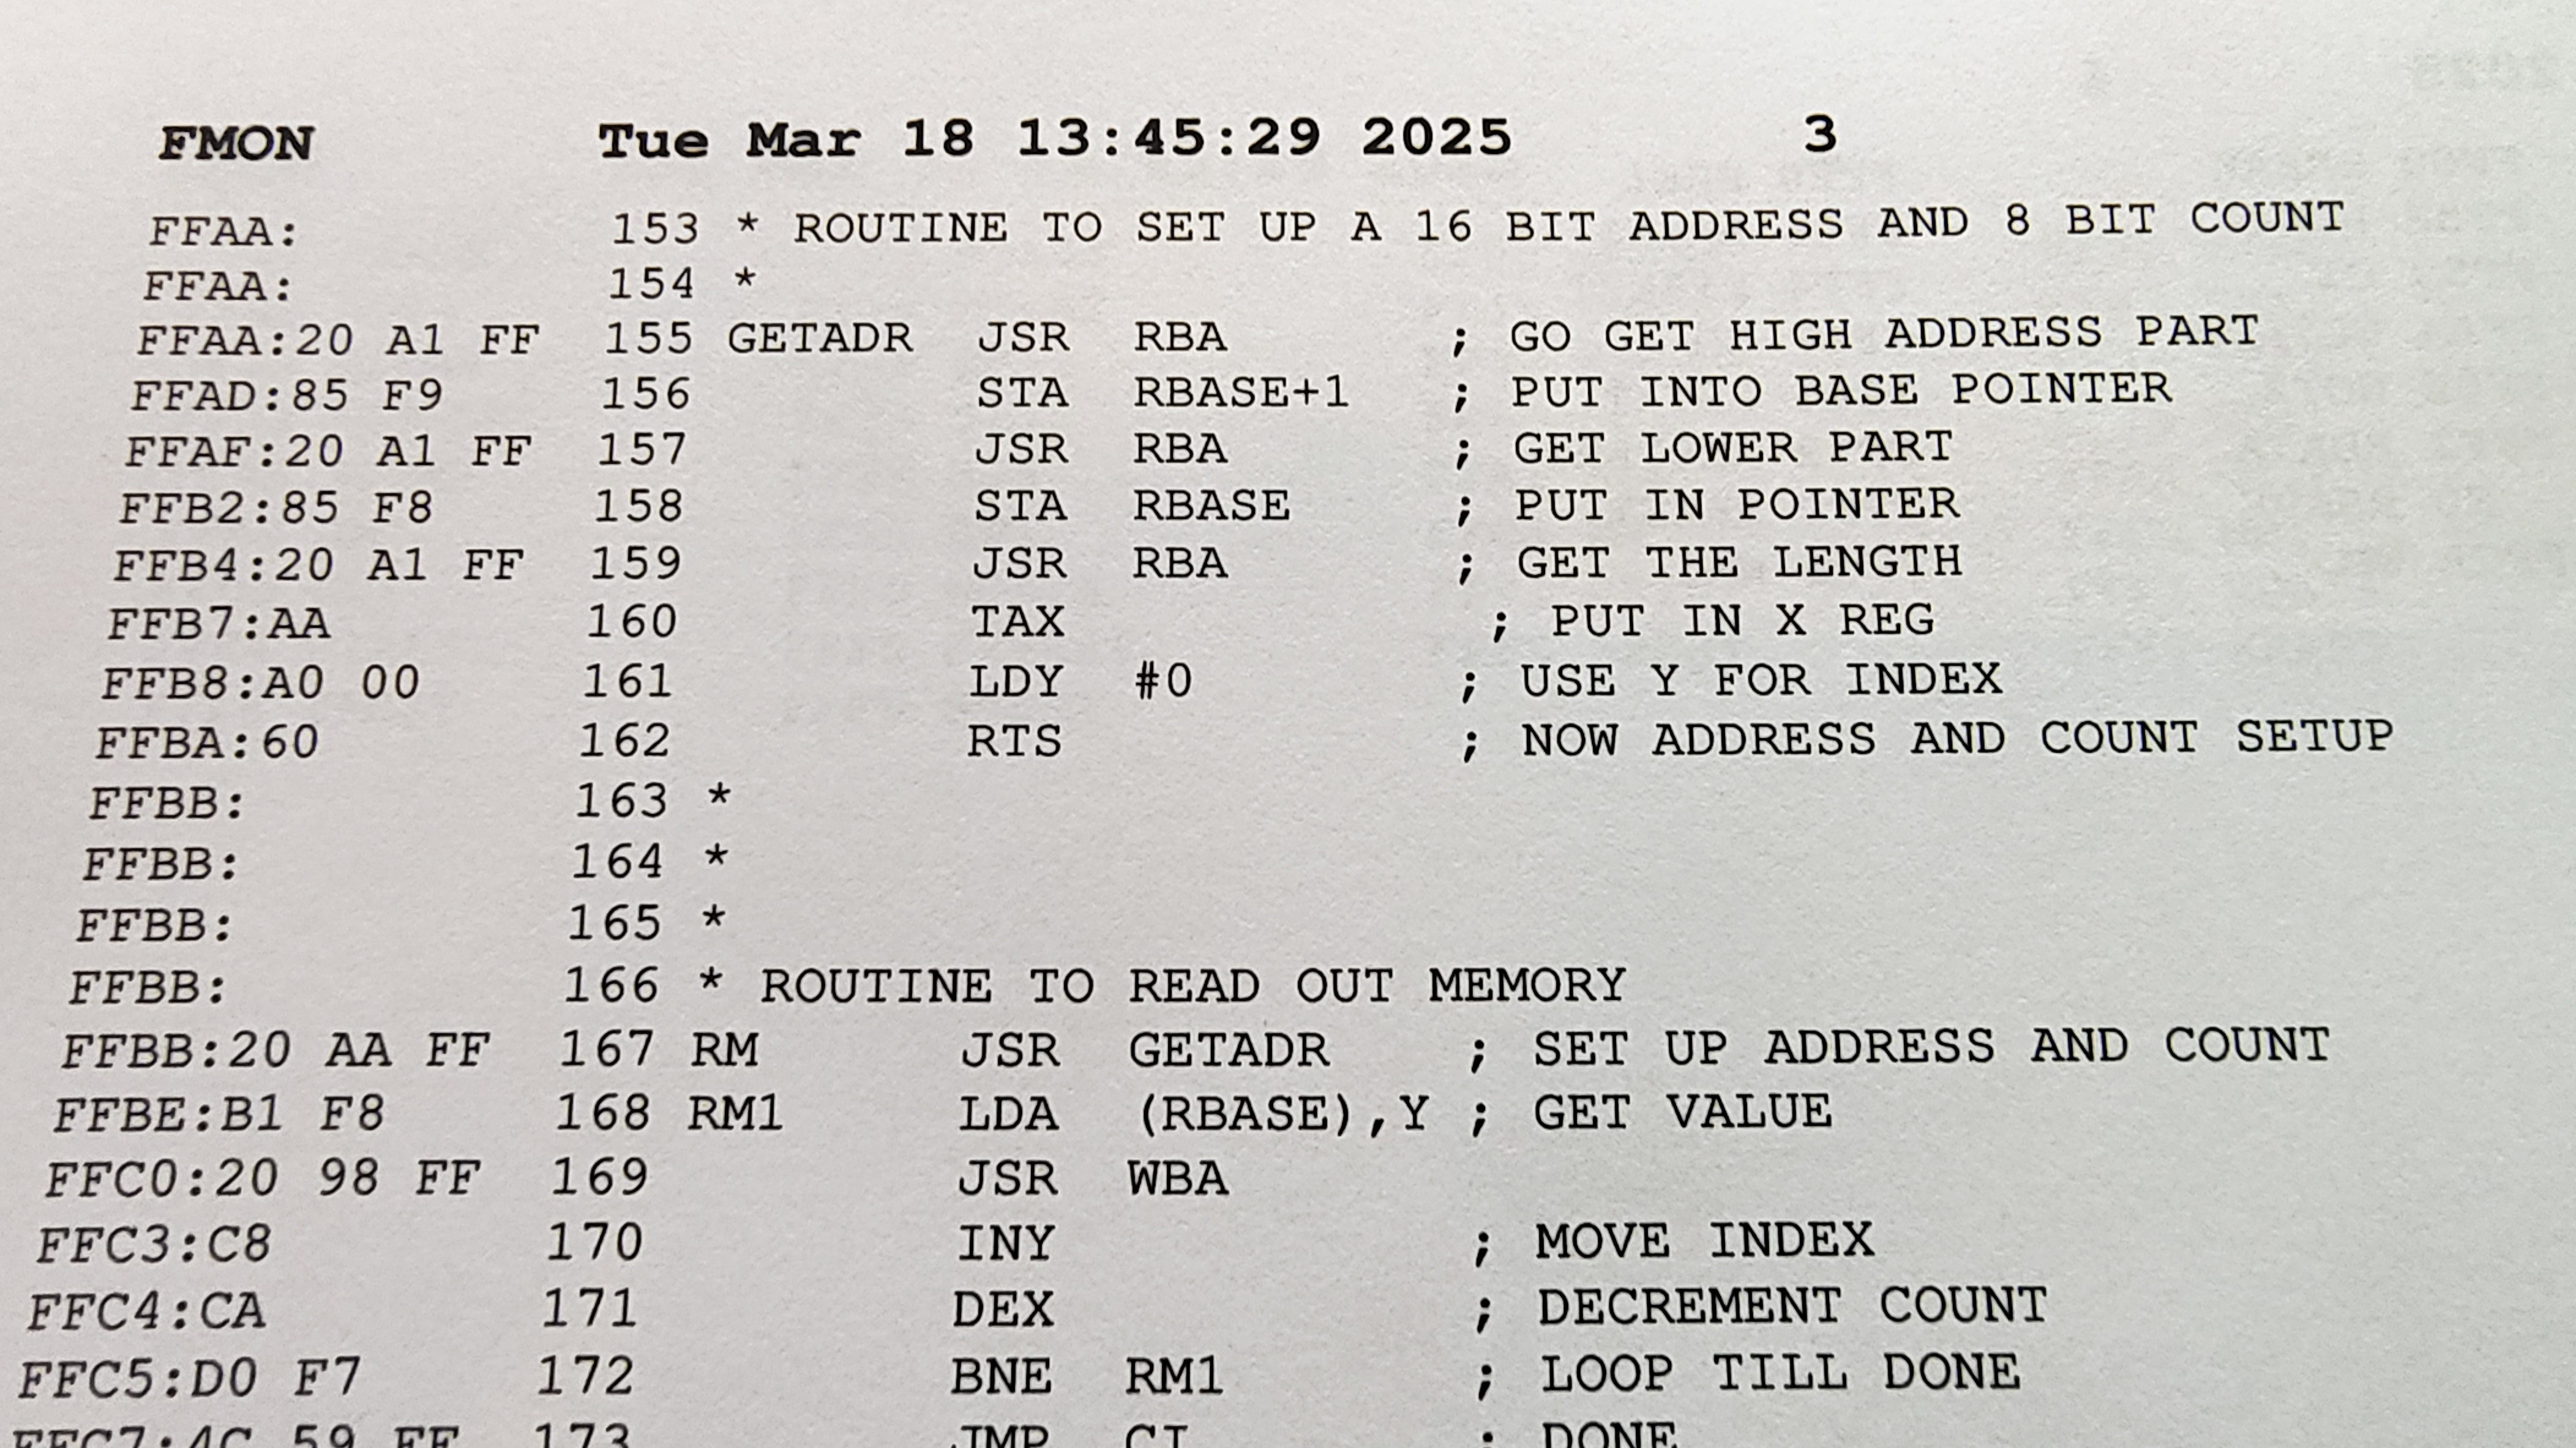 FMON Tue Mar 18 13:45:29 2025 3
FFAA: 153 * ROUTINE TO SET UP A 16 BIT ADDRESS AND 8 BIT COUNT
FFAA: 154 *
FFAA:20 A1 FF 155 GETADR JSR RBA ; GO GET HIGH ADDRESS PART
FFAD:85 F9 156 STA RBASE+1 ; PUT INTO BASE POINTER
FFAF:20 A1 FF 157 JSR RBA ; GET LOWER PART
FFB2:85 F8 158 STA RBASE ; PUT IN POINTER
FFB4:20 A1 FF 159 JSR RBA ; GET THE LENGTH
FFB7:AA 160 TAX ; PUT IN X REG
FFB8:A0 00 161 LDY #0 ; USE Y FOR INDEX
FFBA:60 162 RTS ; NOW ADDRESS AND COUNT SETUP
FFBB: 163 *
FFBB: 164 *
FFBB: 165 *
FFBB: 166 * ROUTINE TO READ OUT MEMORY
FFBB:20 AA FF 167 RM JSR GETADR ; SET UP ADDRESS AND COUNT
FFBE:B1 F8 168 RM1 LDA (RBASE),Y ; GET VALUE
FFC0:20 98 FF 169 JSR WBA
FFC3:C8 170 INY ; MOVE INDEX
FFC4:CA 171 DEX ; DECREMENT COUNT
FFC5:D0 F7 172 BNE RM1 ; LOOP TILL DONE
FFC7:4C 59 FF 173 JMP CI ; DONE